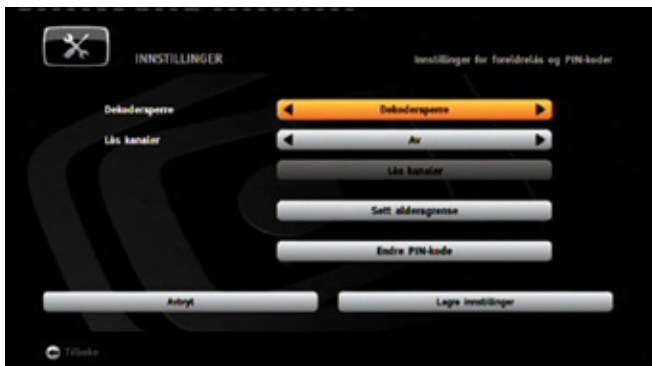 INNSTILLINGER
Innstillinger for foreldrelås og PIN-koder
Dekodersperre
Dekodersperre
Lås kanaler
Av
Lås kanaler
Sett aldersgrense
Endre PIN-kode
Avbryt
Lagre innstillinger
Tilbake